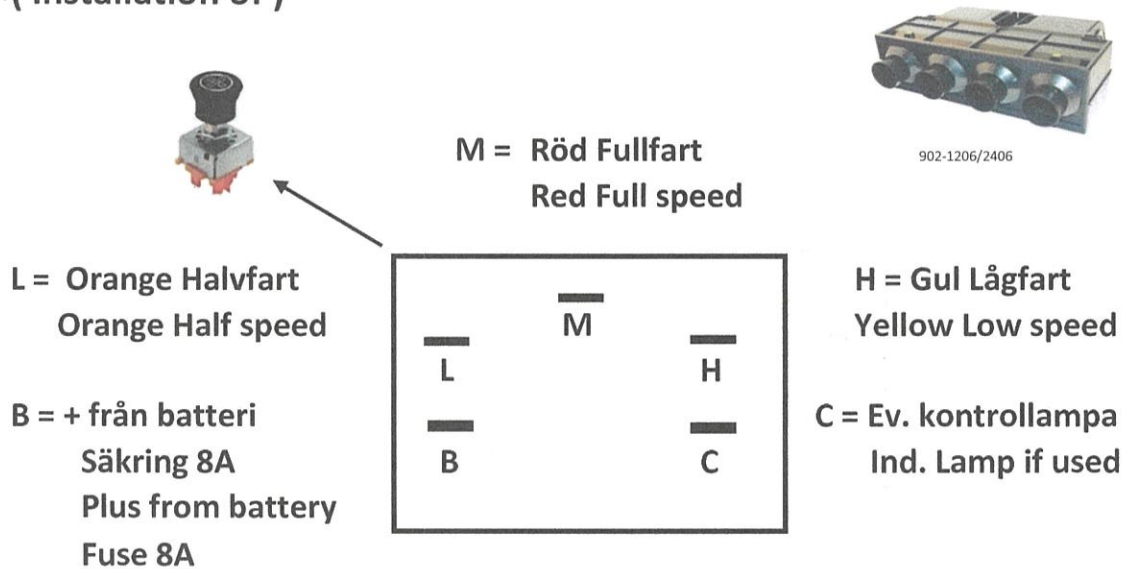 ( Installation of )
902-1206/2406
M = Röd Fullfart
Red Full speed
L = Orange Halvfart
Orange Half speed
H = Gul Lågfart
Yellow Low speed
B = + från batteri
Säkring 8A
Plus from battery
Fuse 8A
C = Ev. kontrollampa
Ind. Lamp if used
M
L
H
B
C